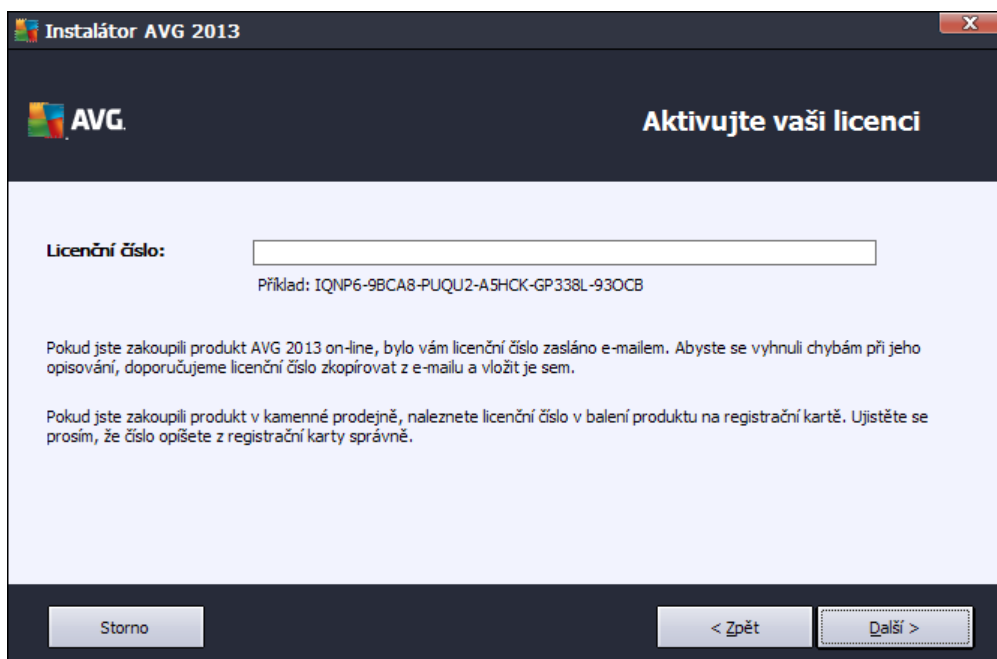 Instalátor AVG 2013
X
AVG.
Aktivujte vaši licenci
Licenční číslo:
Příklad: IQNP6-9BCA8-PUQU2-A5HCK-GP338L-93OCB
Pokud jste zakoupili produkt AVG 2013 on-line, bylo vám licenční číslo zasláno e-mailem. Abyste se vyhnuli chybám při jeho
opisování, doporučujeme licenční číslo zkopírovat z e-mailu a vložit je sem.
Pokud jste zakoupili produkt v kamenné prodejně, naleznete licenční číslo v balení produktu na registrační kartě. Ujistěte se
prosím, že číslo opíšete z registrační karty správně.
Storno
< Zpět
Další >